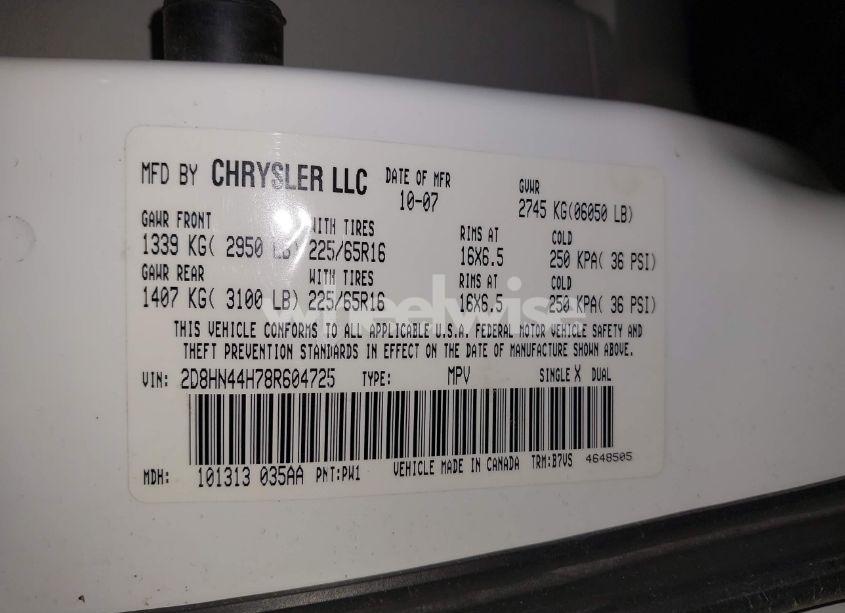 MFD BY CHRYSLER LLC DATE OF MFR GVWR
10-07 2745 KG(06050 LB)
GAWR FRONT WITH TIRES RIMS AT COLD
1339 KG( 2950 LB) 225/65R16 16X6.5 250 KPA( 36 PSI)
GAWR REAR WITH TIRES RIMS AT COLD
1407 KG( 3100 LB) 225/65R16 16X6.5 250 KPA( 36 PSI)
wheelwise
THIS VEHICLE CONFORMS TO ALL APPLICABLE U.S.A. FEDERAL MOTOR VEHICLE SAFETY AND
THEFT PREVENTION STANDARDS IN EFFECT ON THE DATE OF MANUFACTURE SHOWN ABOVE.
VIN: 2D8HN44H78R604725 TYPE: MPV SINGLE X DUAL
MDH: 101313 035AA PNT:PW1 VEHICLE MADE IN CANADA TRM:B7VS 4648505